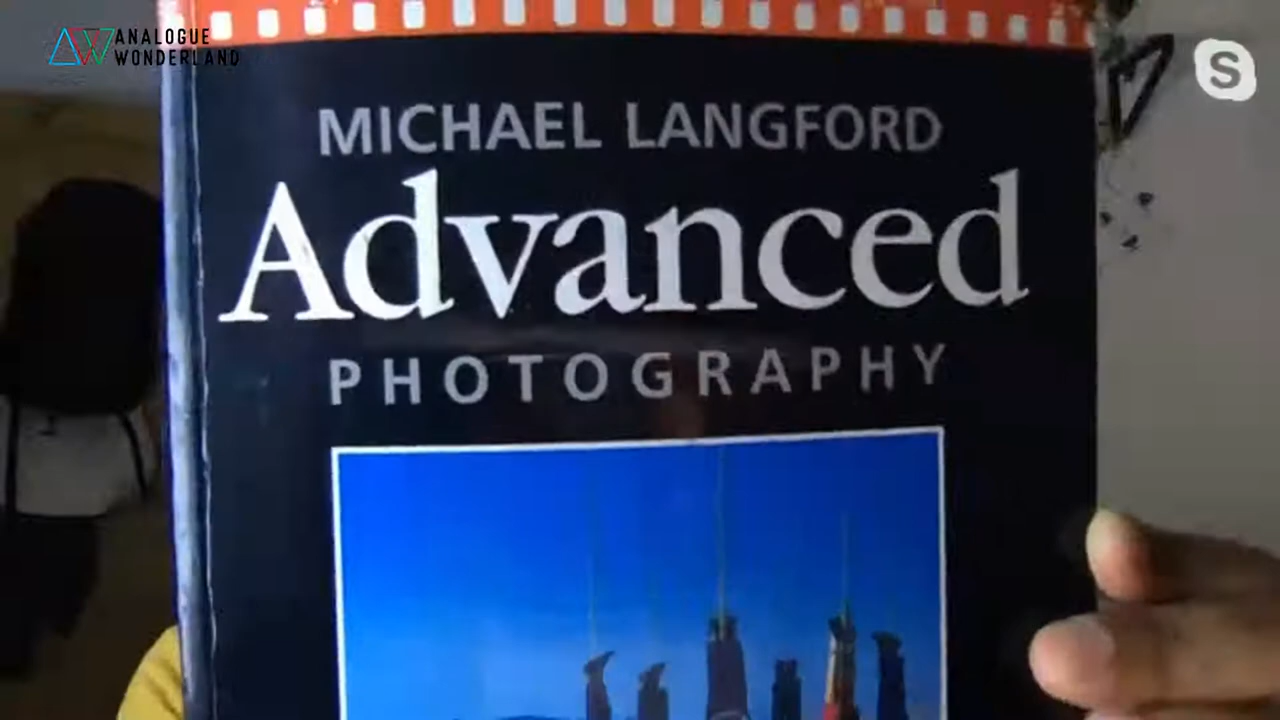 ANALOGUE
WONDERLAND
S
MICHAEL LANGFORD
Advanced
PHOTOGRAPHY